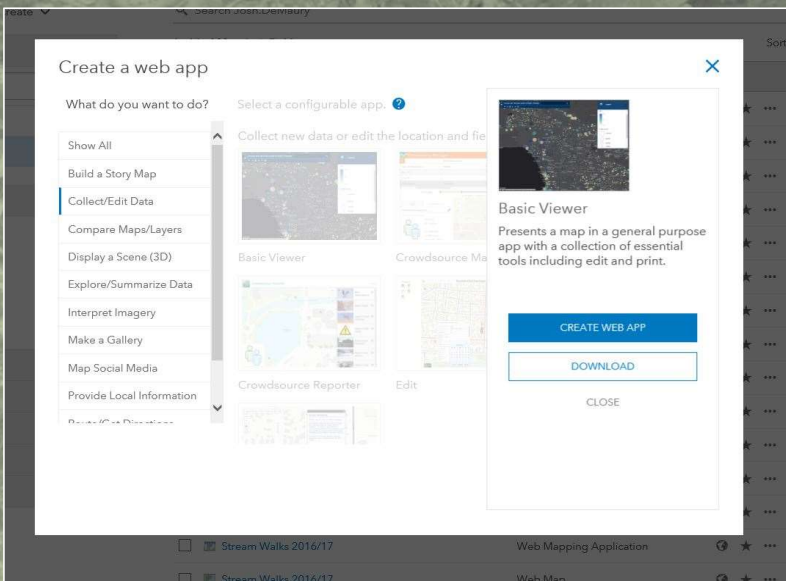 reate
Search Josh.DeMaury
Sort
Create a web app
What do you want to do?
Select a configurable app.
Show All
Build a Story Map
Collect/Edit Data
Compare Maps/Layers
Display a Scene (3D)
Explore/Summarize Data
Interpret Imagery
Make a Gallery
Map Social Media
Provide Local Information
Route/Get Directions
Collect new data or edit the location and fie
Basic Viewer
Crowdsource Ma
Crowdsource Reporter
Edit
Basic Viewer
Presents a map in a general purpose
app with a collection of essential
tools including edit and print.
CREATE WEB APP
DOWNLOAD
CLOSE
Stream Walks 2016/17 Web Mapping Application
Stream Walks 2016/17 Web Map